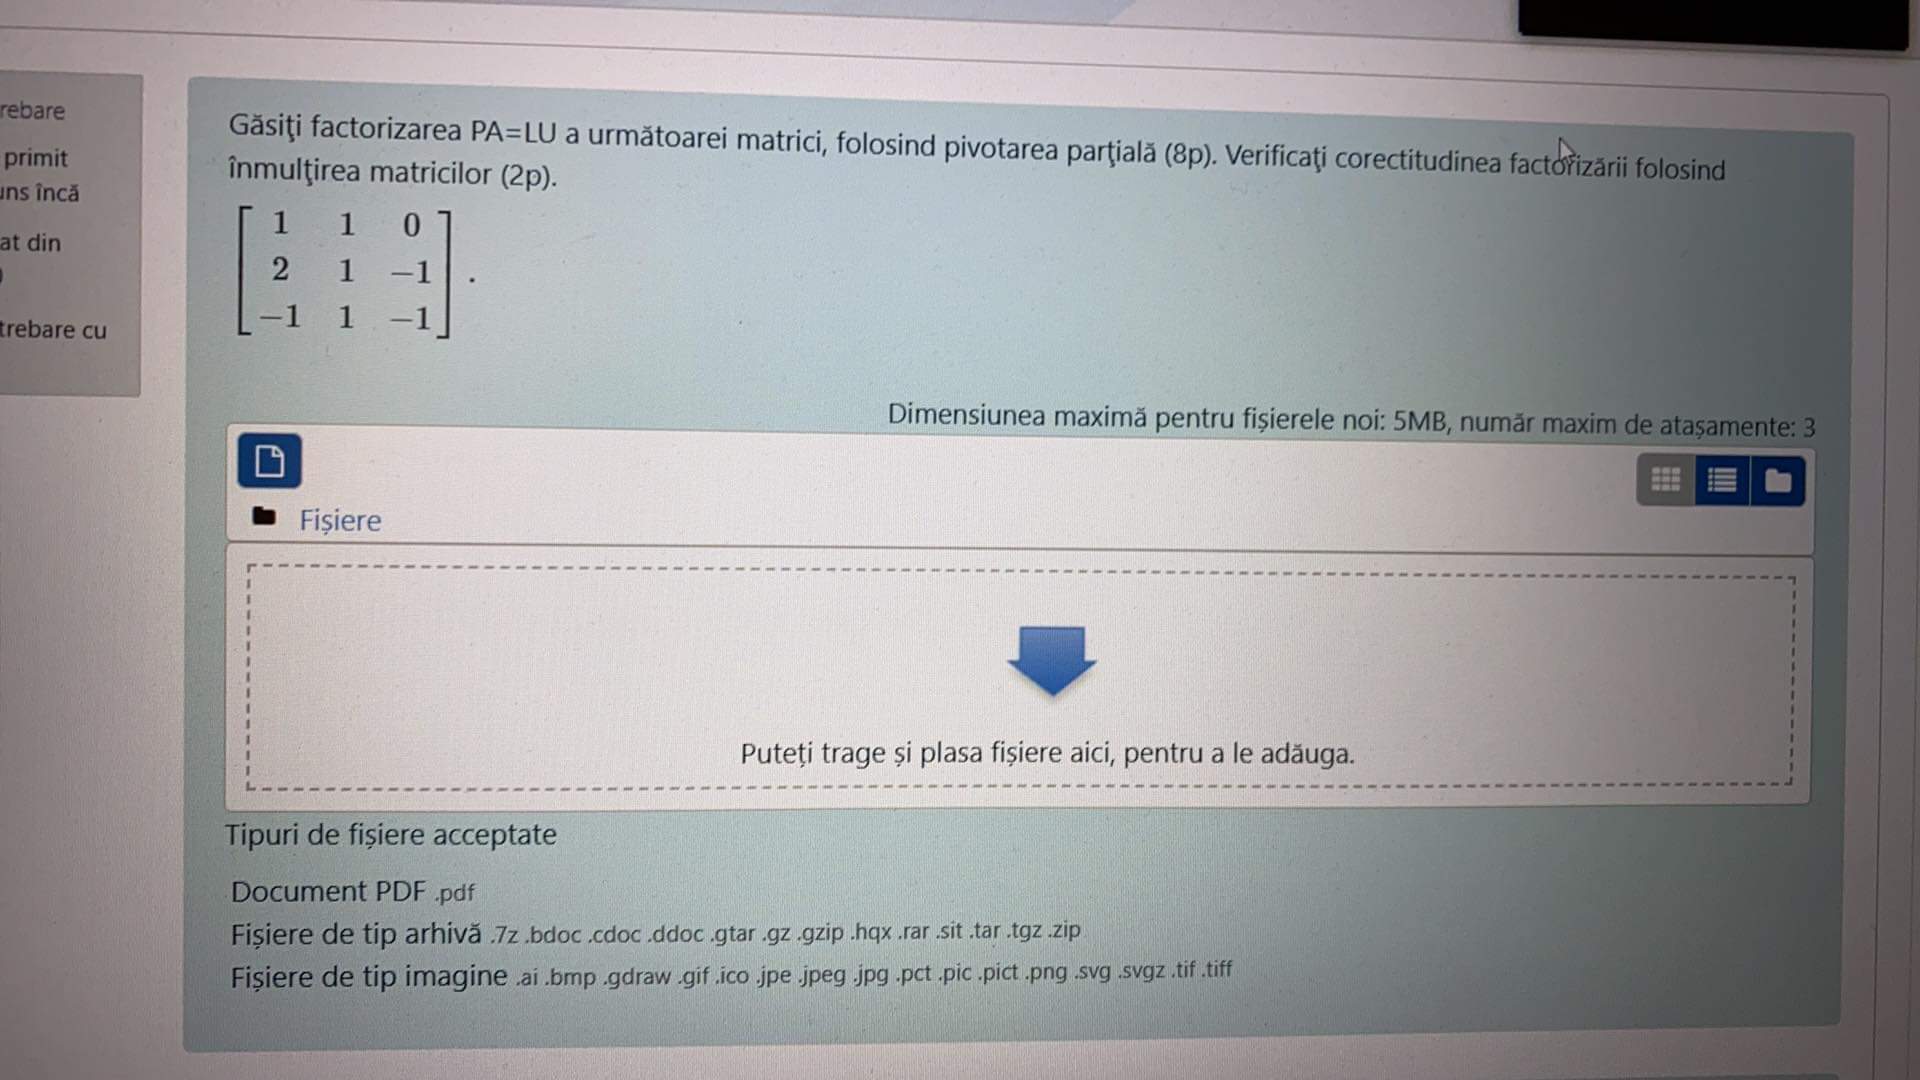 rebare
primit
uns încă
at din
trebare cu
Găsiţi factorizarea PA=LU a următoarei matrici, folosind pivotarea parţială (8p). Verificaţi corectitudinea factorizării folosind
înmulţirea matricilor (2p).
1 1 0
2 1 −1
−1 1 −1
.
Dimensiunea maximă pentru fișierele noi: 5MB, număr maxim de atașamente: 3
Fișiere
Puteți trage și plasa fișiere aici, pentru a le adăuga.
Tipuri de fișiere acceptate
Document PDF .pdf
Fișiere de tip arhivă .7z .bdoc .cdoc .ddoc .gtar .gz .gzip .hqx .rar .sit .tar .tgz .zip
Fișiere de tip imagine .ai .bmp .gdraw .gif .ico .jpe .jpeg .jpg .pct .pic .pict .png .svg .svgz .tif .tiff